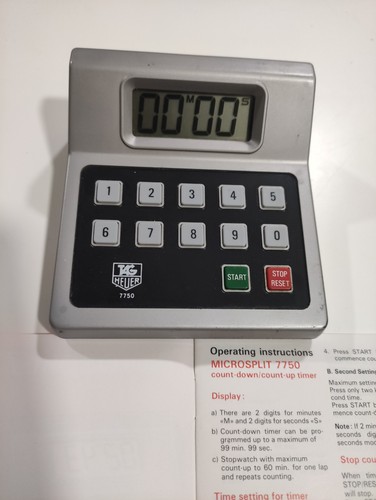 00 M 00 S
1 2 3 4 5
6 7 8 9 0
TAG
HEUER
7750
START
STOP
RESET
Operating instructions
MICROSPLIT 7750
count-down/count-up timer
Display:
a) There are 2 digits for minutes
«M» and 2 digits for seconds «S»
b) Count-down timer can be pro-
grammed up to a maximum of
99 min. 99 sec.
c) Stopwatch with maximum
count-up to 60 min. for one lap
and repeats counting.
Time setting for timer
4. Press START
commence cou
B. Second Setting
Maximum setting
Press only two
cond time.
Press START
mence count-d
Note: If 2 min
seconds dig
seconds mod
Stop cou
When tim
STOP/RES
will stop